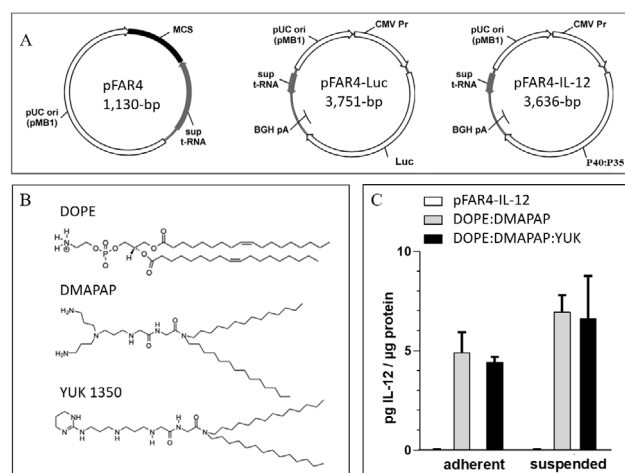 A
pFAR4
1,130-bp
MCS
pUC ori
(pMB1)
sup
t-RNA
pFAR4-Luc
3,751-bp
pUC ori
(pMB1)
CMV Pr
sup
t-RNA
BGH pA
Luc
pFAR4-IL-12
3,636-bp
pUC ori
(pMB1)
CMV Pr
sup
t-RNA
BGH pA
P40:P35
B
DOPE
DMAPAP
YUK 1350
C
pFAR4-IL-12
DOPE:DMAPAP
DOPE:DMAPAP:YUK
pg IL-12 / µg protein
10
5
0
adherent
suspended